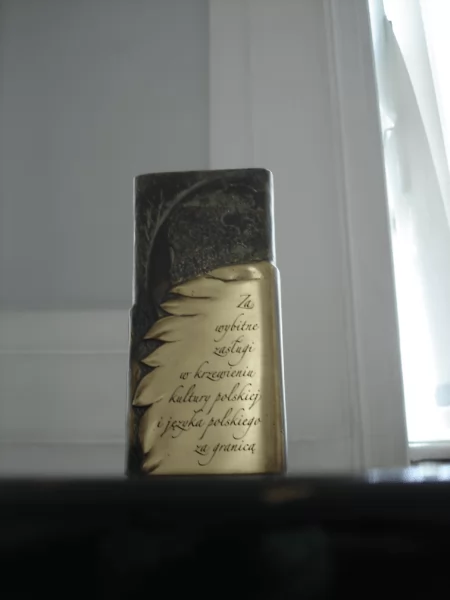 Za
wybitne
zasługi
w krzewieniu
kultury polskiej
i języka polskiego
za granicą